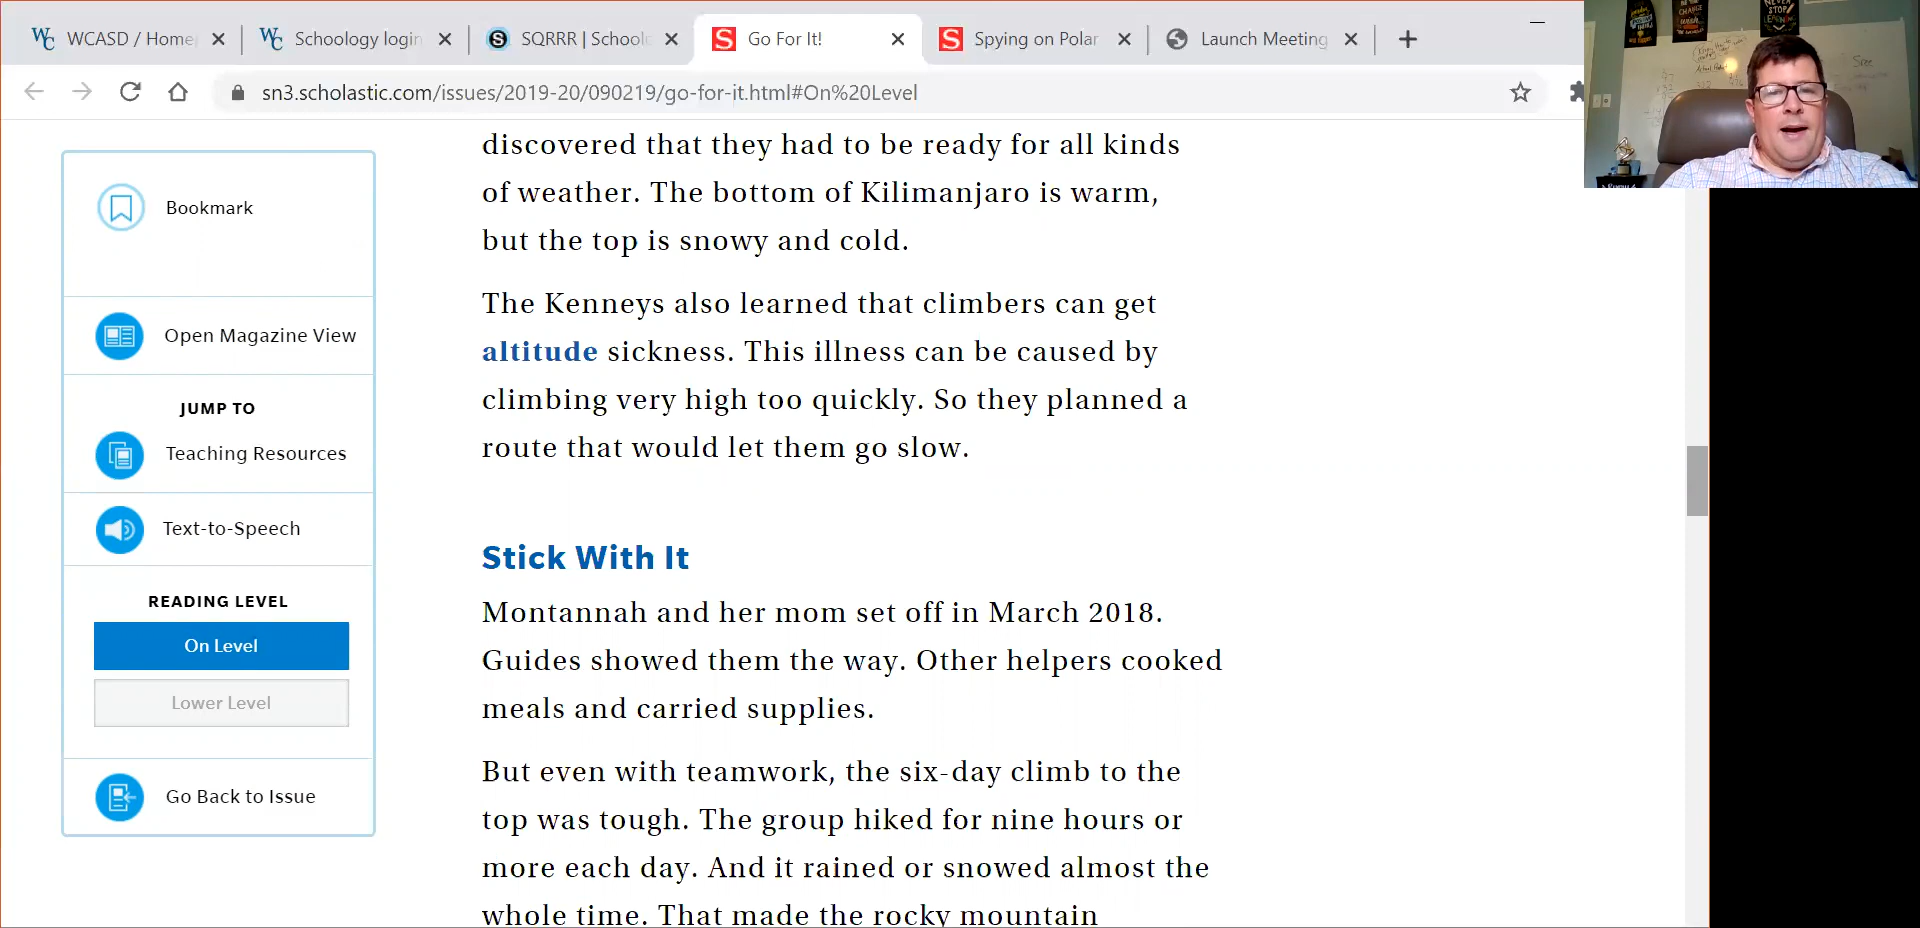 WCASD / Home
Schoology login
SQRRR | Schoolo
Go For It!
Spying on Polar
Launch Meeting
sn3.scholastic.com/issues/2019-20/090219/go-for-it.html#On%20Level
Bookmark
Open Magazine View
JUMP TO
Teaching Resources
Text-to-Speech
READING LEVEL
On Level
Lower Level
Go Back to Issue
discovered that they had to be ready for all kinds
of weather. The bottom of Kilimanjaro is warm,
but the top is snowy and cold.
The Kenneys also learned that climbers can get
altitude sickness. This illness can be caused by
climbing very high too quickly. So they planned a
route that would let them go slow.
Stick With It
Montannah and her mom set off in March 2018.
Guides showed them the way. Other helpers cooked
meals and carried supplies.
But even with teamwork, the six-day climb to the
top was tough. The group hiked for nine hours or
more each day. And it rained or snowed almost the
whole time. That made the rocky mountain
CHANGE
NEVER
STOP